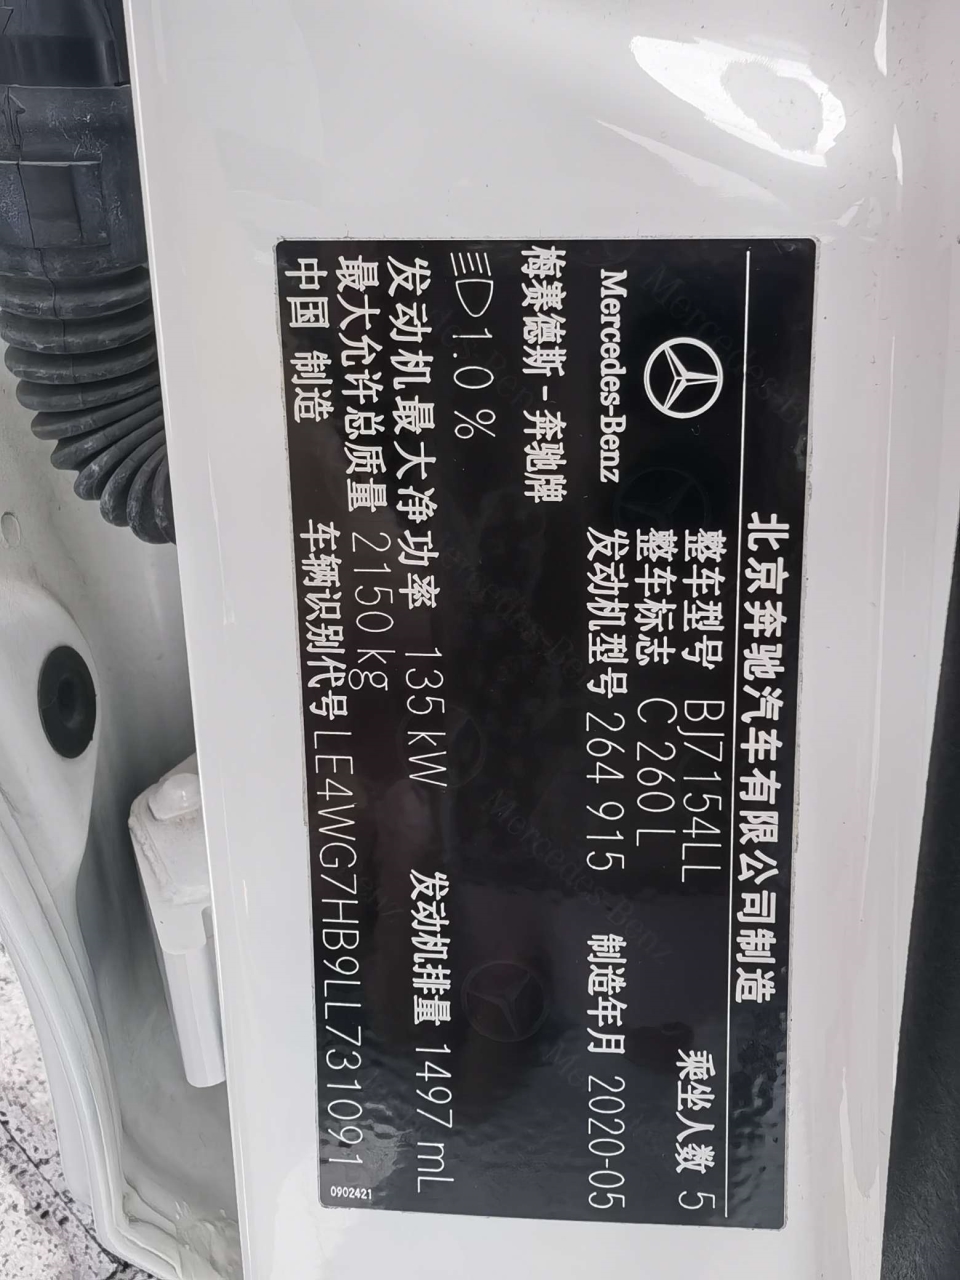 北京奔驰汽车有限公司制造
整车型号 BJ7154LL 乘坐人数 5
整车标志 C 260 L
Mercedes-Benz 发动机型号 264 915 制造年月 2020-05
梅赛德斯-奔驰牌
1.0 %
发动机最大净功率 135 kW 发动机排量 1497 mL
最大允许总质量 2150 kg
中国 制造 车辆识别代号 LE4WG7HB9LL731091
0902421